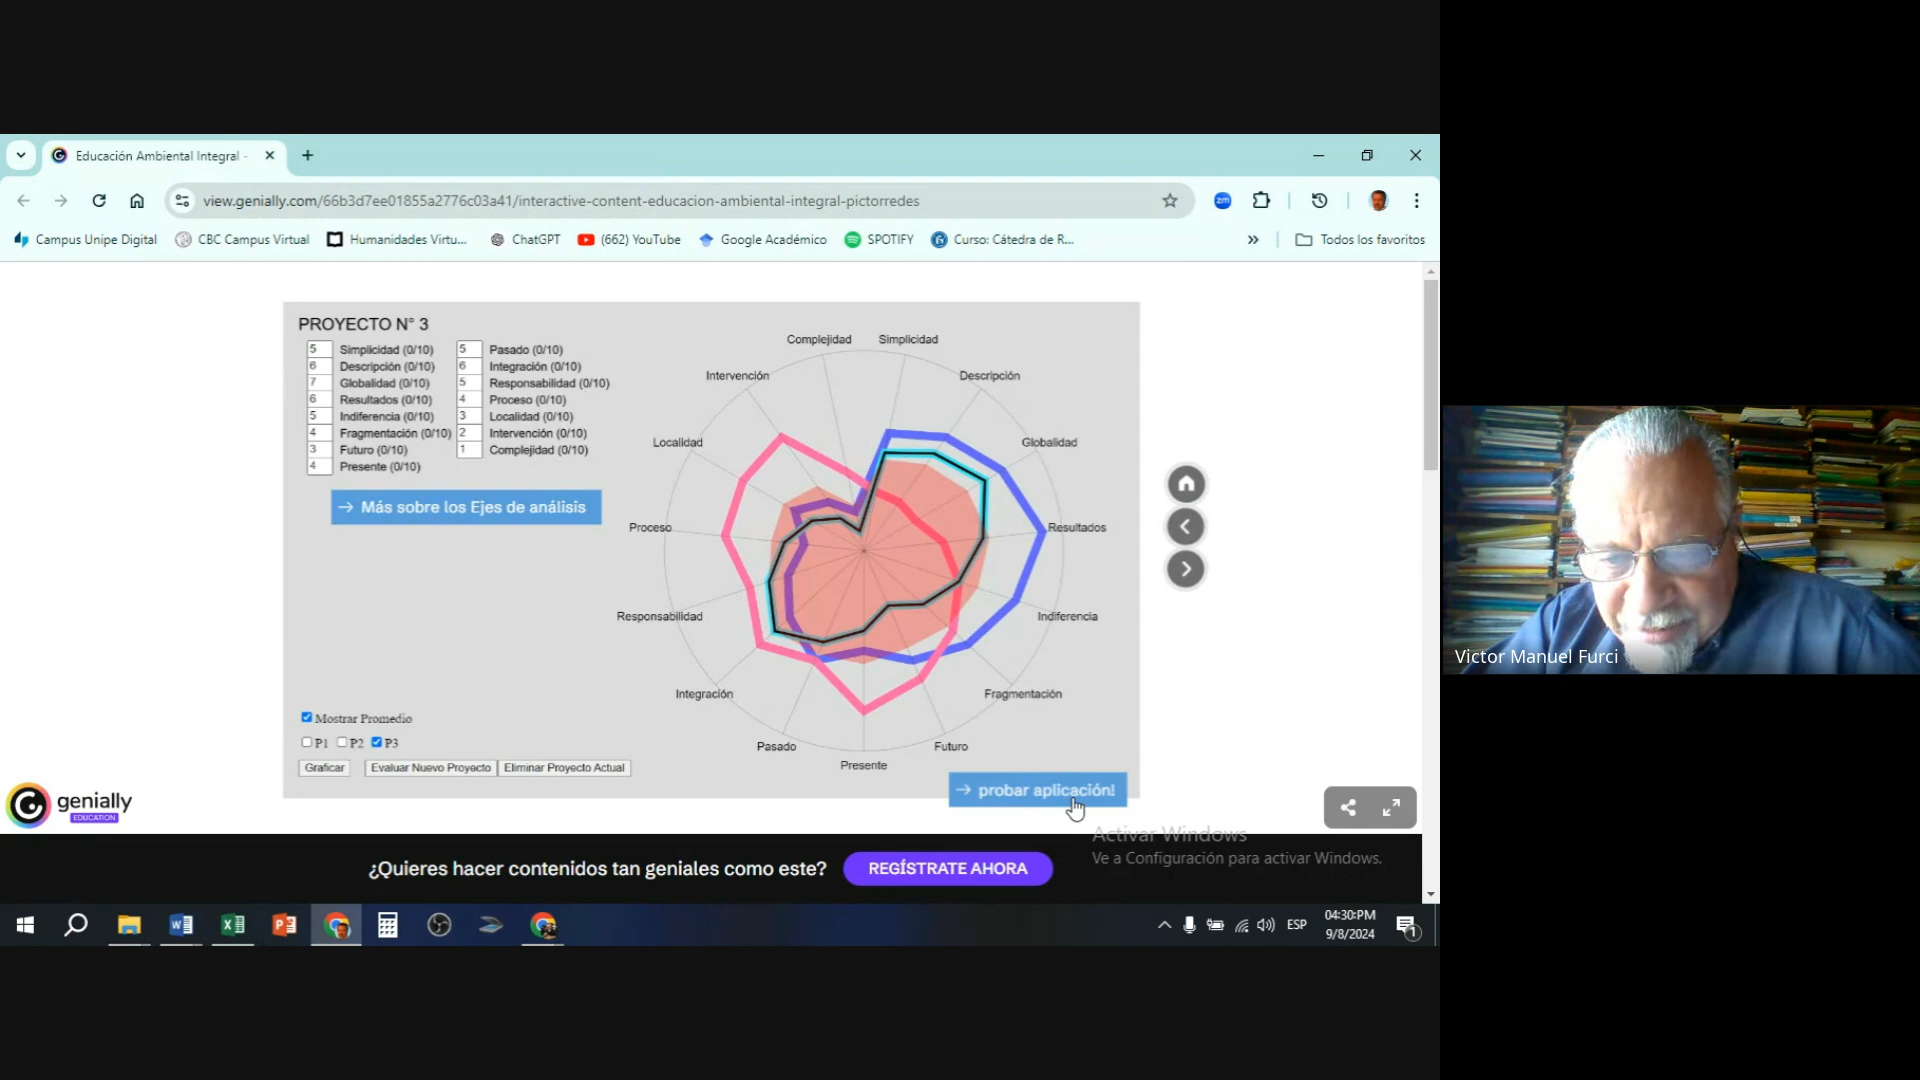 Educación Ambiental Integral -
view.genially.com/66b3d7ee01855a2776c03a41/interactive-content-educacion-ambiental-integral-pictorredes
zm
Campus Unipe Digital
CBC Campus Virtual
Humanidades Virtu...
ChatGPT
(662) YouTube
Google Académico
SPOTIFY
Curso: Cátedra de R...
»
Todos los favoritos
PROYECTO N° 3
5 Simplicidad (0/10)
6 Descripción (0/10)
7 Globalidad (0/10)
6 Resultados (0/10)
5 Indiferencia (0/10)
4 Fragmentación (0/10)
3 Futuro (0/10)
4 Presente (0/10)
5 Pasado (0/10)
6 Integración (0/10)
5 Responsabilidad (0/10)
4 Proceso (0/10)
3 Localidad (0/10)
2 Intervención (0/10)
1 Complejidad (0/10)
→ Más sobre los Ejes de análisis
Complejidad
Simplicidad
Intervención
Descripción
Localidad
Globalidad
Proceso
Resultados
Responsabilidad
Indiferencia
Integración
Fragmentación
Pasado
Futuro
Presente
Mostrar Promedio
P1 P2 P3
Graficar
Evaluar Nuevo Proyecto
Eliminar Proyecto Actual
→ probar aplicación!
genially
EDUCATION
¿Quieres hacer contenidos tan geniales como este?
REGÍSTRATE AHORA
Activar Windows
Ve a Configuración para activar Windows.
ESP
04:30:PM
9/8/2024
1
Victor Manuel Furci